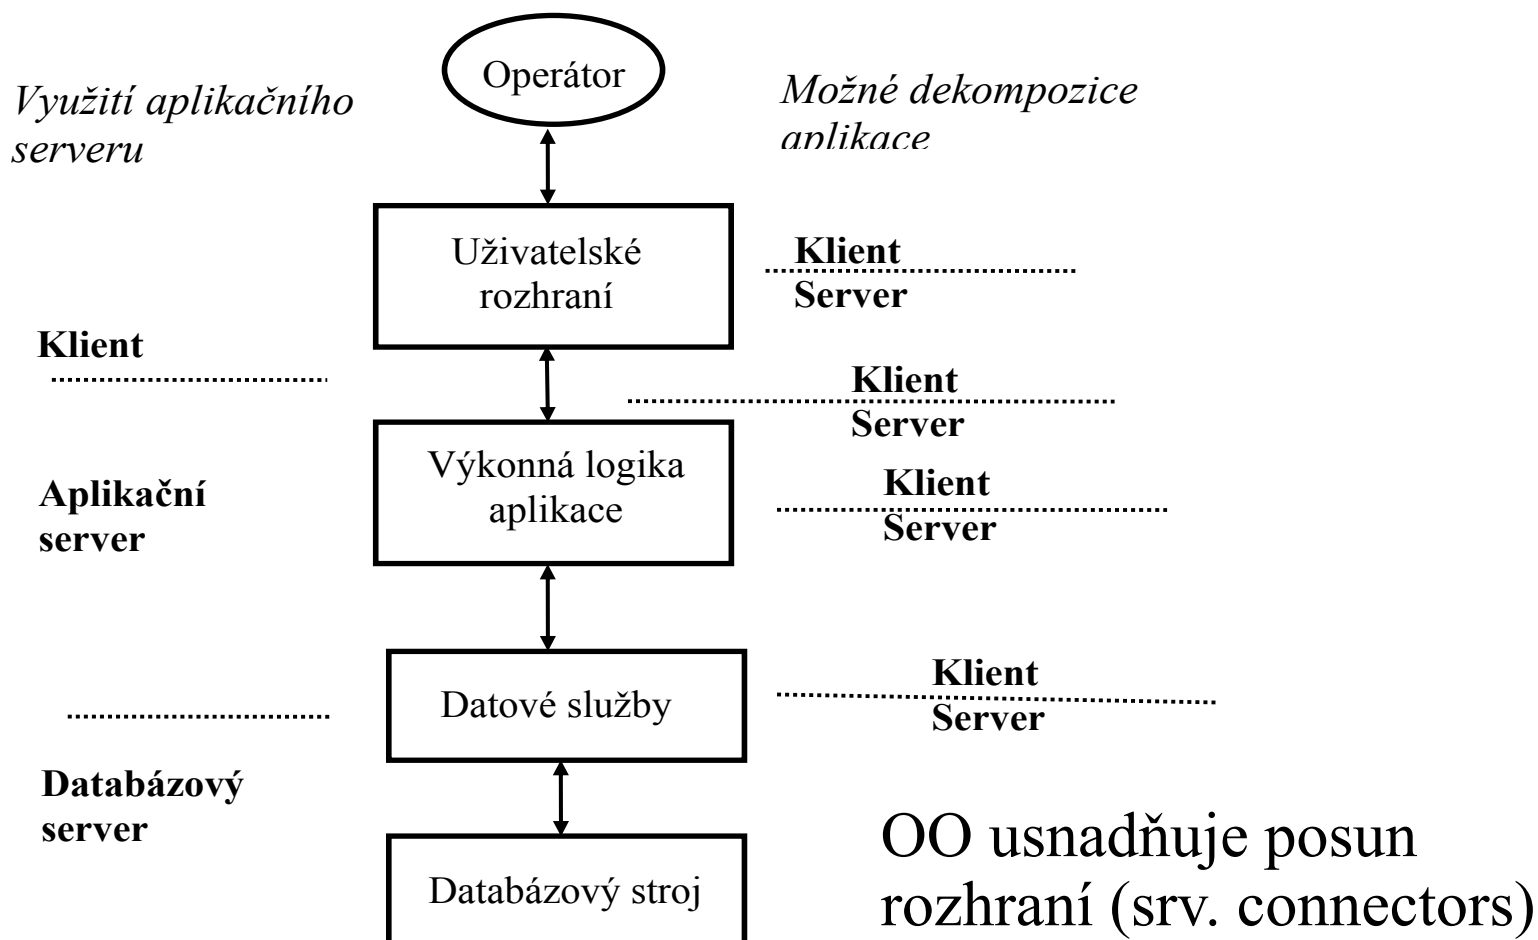 Operátor
Využití aplikačního
serveru
Možné dekompozice
aplikace
Uživatelské
rozhraní
Klient
Server
Klient
Klient
Server
Výkonná logika
aplikace
Aplikační
server
Klient
Server
Datové služby
Klient
Server
Databázový
server
Databázový stroj
OO usnadňuje posun
rozhraní (srv. connectors)